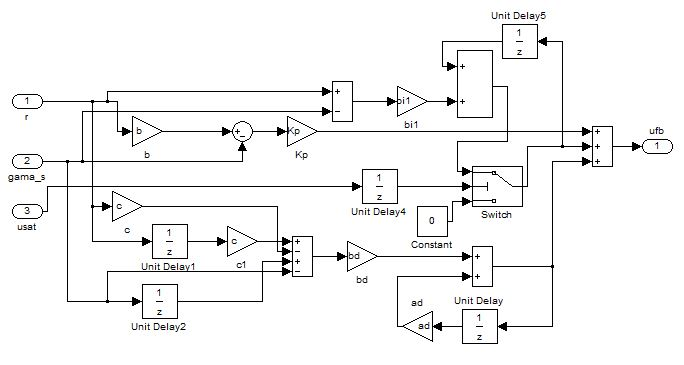 Unit Delay5
1
z
1
r
+
−
bi1
bi1
+
+
b
b
+
−
Kp
Kp
+
+
+
ufb
1
2
gama_s
3
usat
1
z
Unit Delay4
0
Constant
Switch
c
c
1
z
Unit Delay1
c
c1
+
−
+
−
bd
bd
+
+
1
z
Unit Delay2
ad
ad
Unit Delay
1
z